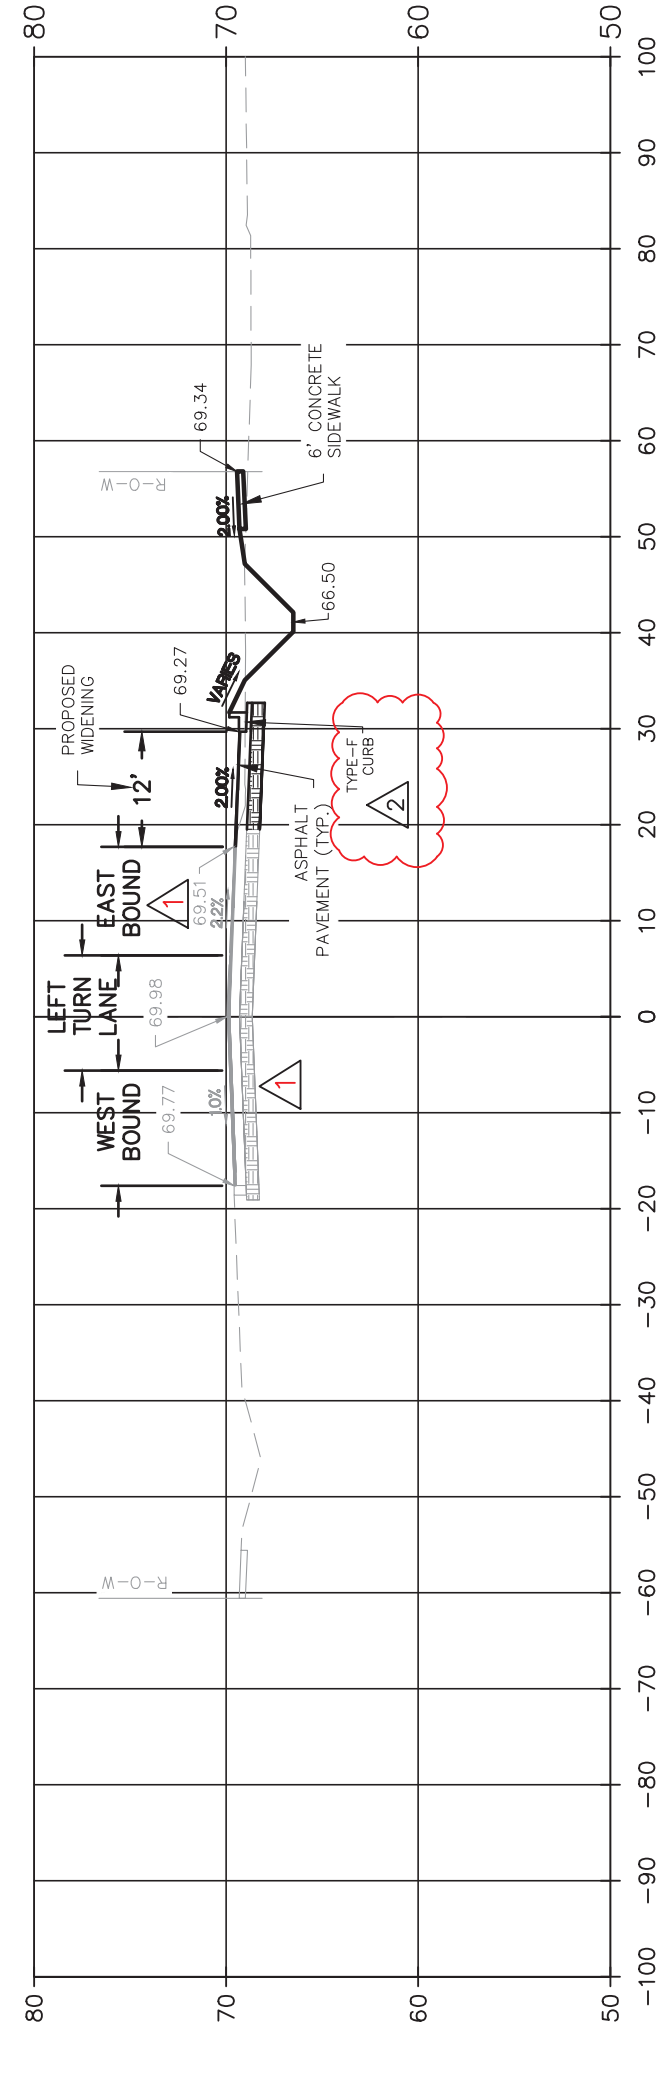 80
70
60
50
80
70
60
50
-100
-90
-80
-70
-60
-50
-40
-30
-20
-10
0
10
20
30
40
50
60
70
80
90
100
R-O-W
WEST
BOUND
LEFT
TURN
LANE
EAST
BOUND
1
12'
PROPOSED
WIDENING
R-O-W
69.77
1.0%
69.98
69.51
2.2%
2.00%
69.27
VARIES
2.00%
69.34
66.50
6' CONCRETE
SIDEWALK
ASPHALT
PAVEMENT (TYP.)
TYPE-F
CURB
1
2